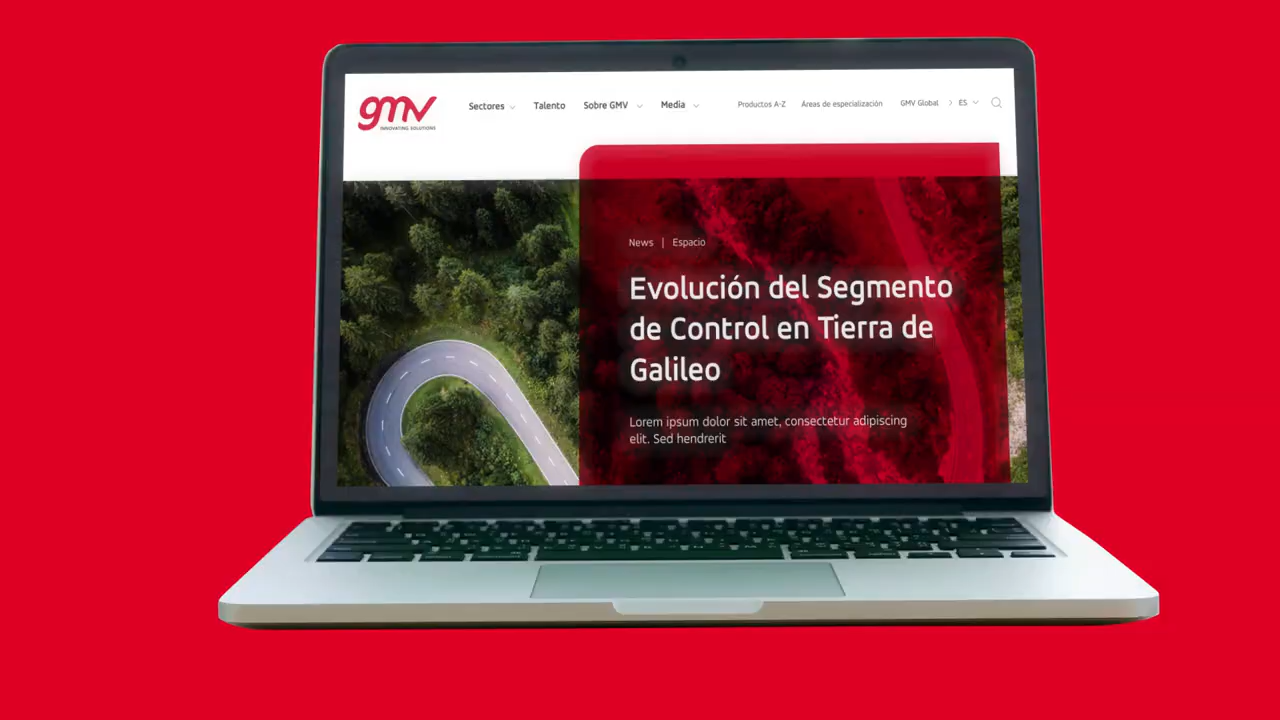 gmv
INNOVATING SOLUTIONS
Sectores
Talento
Sobre GMV
Media
Productos A-Z
Áreas de especialización
GMV Global
ES
News | Espacio
Evolución del Segmento
de Control en Tierra de
Galileo
Lorem ipsum dolor sit amet, consectetur adipiscing
elit. Sed hendrerit